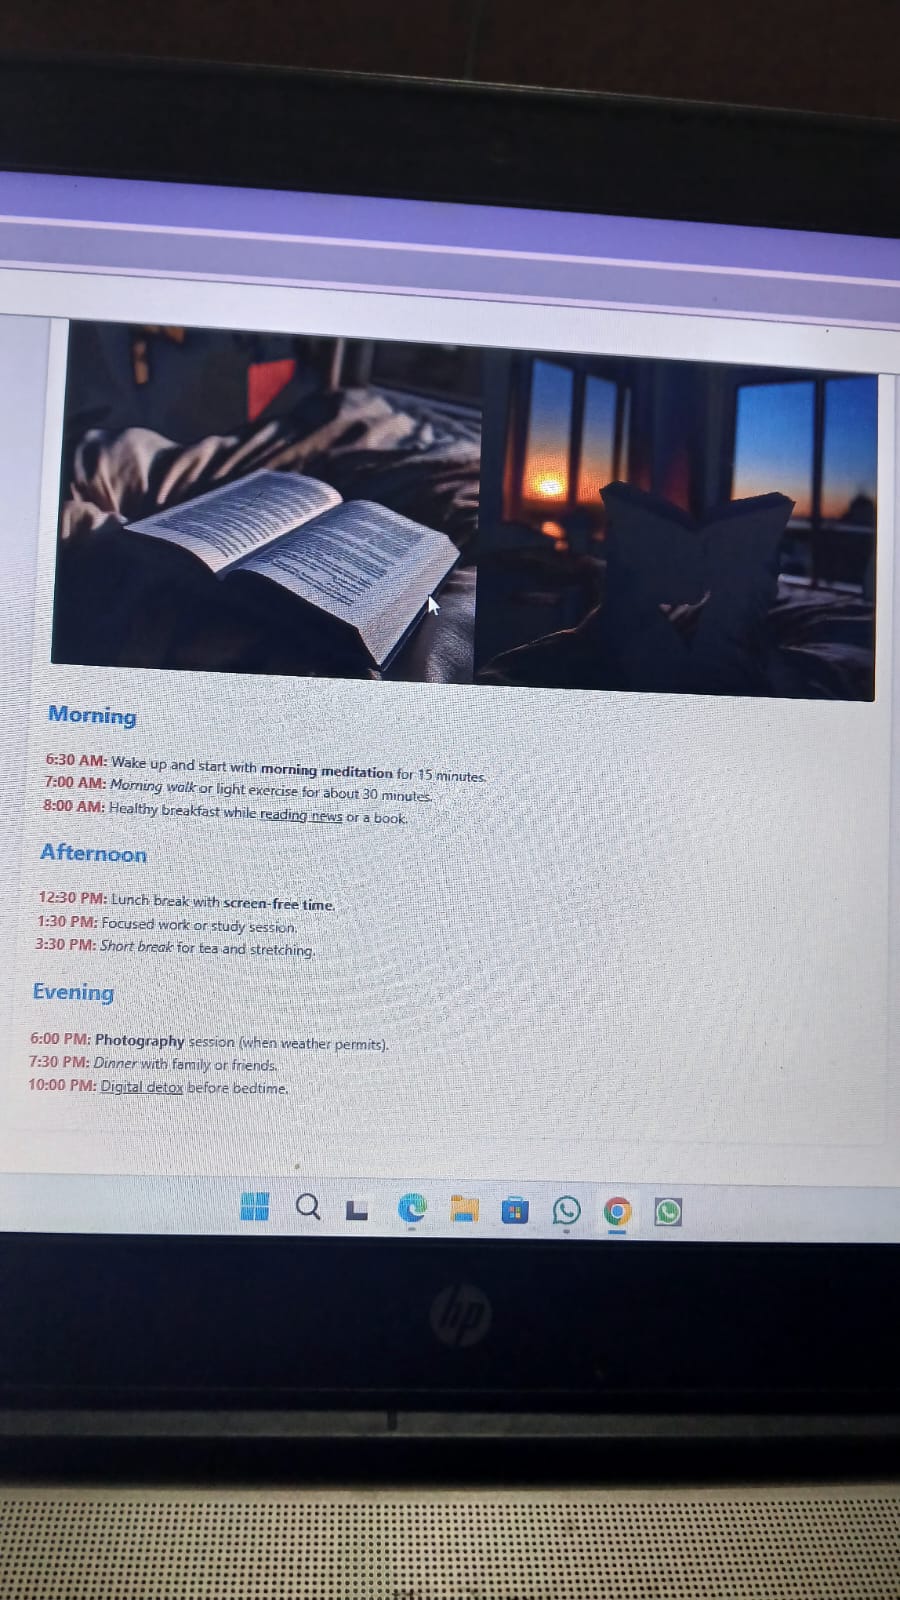 Morning
6:30 AM: Wake up and start with morning meditation for 15 minutes.
7:00 AM: Morning walk or light exercise for about 30 minutes.
8:00 AM: Healthy breakfast while reading news or a book.
Afternoon
12:30 PM: Lunch break with screen-free time.
1:30 PM: Focused work or study session.
3:30 PM: Short break for tea and stretching.
Evening
6:00 PM: Photography session (when weather permits).
7:30 PM: Dinner with family or friends.
10:00 PM: Digital detox before bedtime.
hp